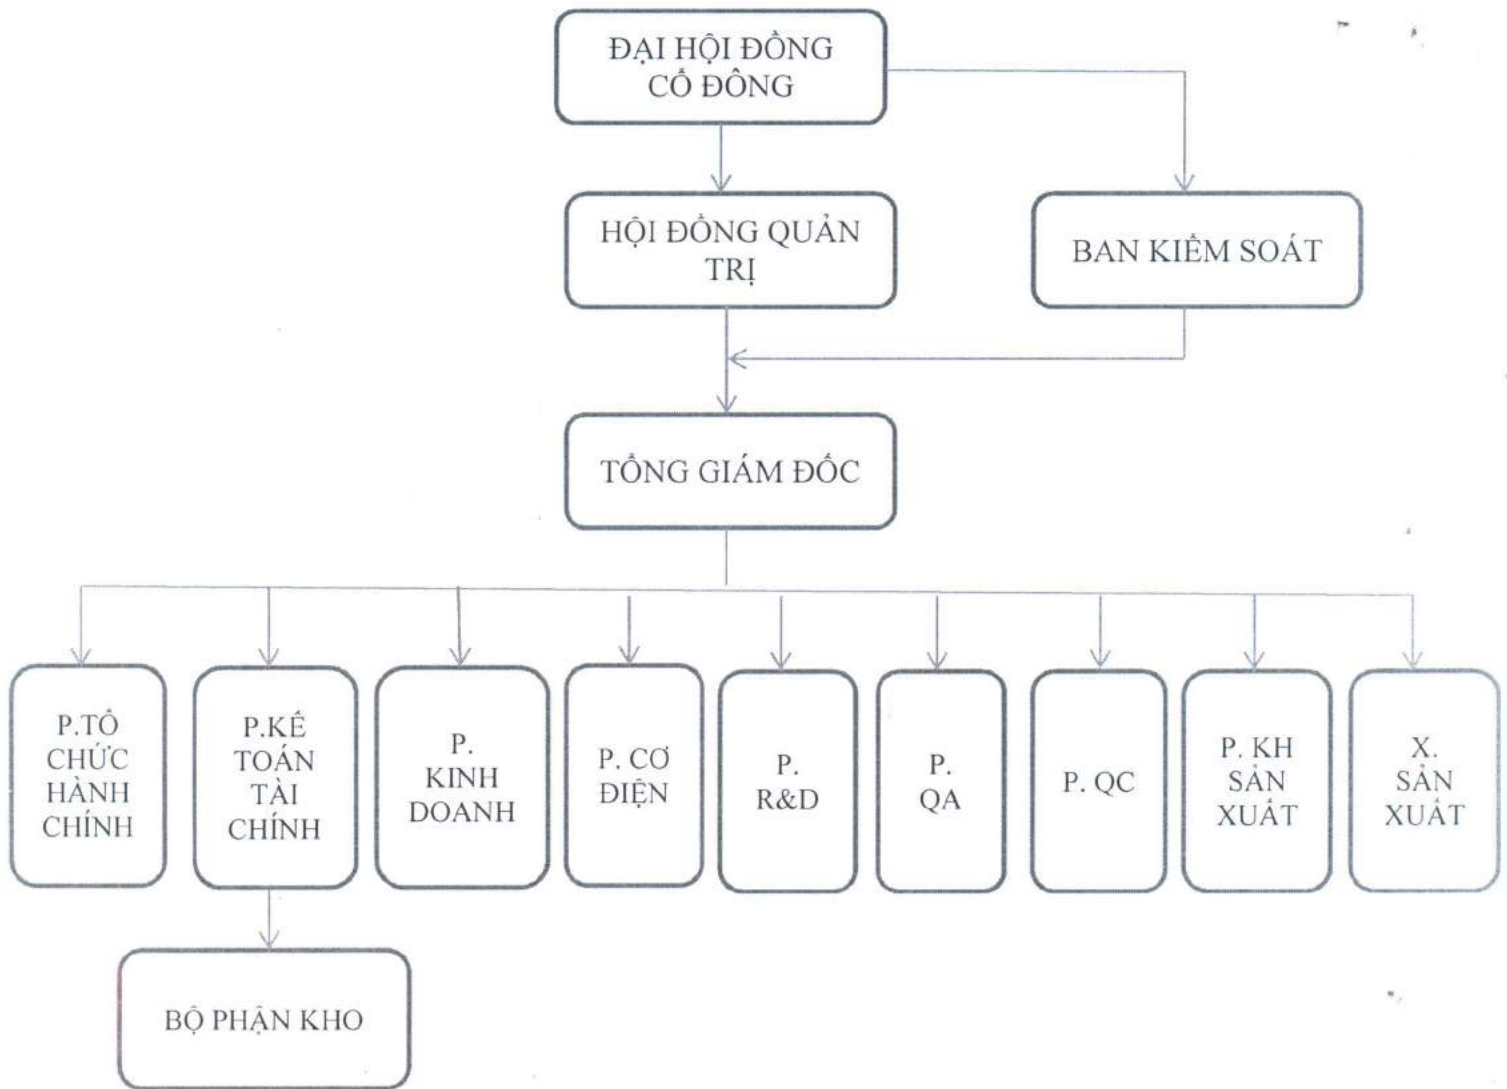 ĐẠI HỘI ĐỒNG
CỔ ĐÔNG
HỘI ĐỒNG QUẢN
TRỊ
BAN KIỂM SOÁT
TỔNG GIÁM ĐỐC
P.TỔ
CHỨC
HÀNH
CHÍNH
P.KẾ
TOÁN
TÀI
CHÍNH
P.
KINH
DOANH
P. CƠ
ĐIỆN
P.
R&D
P.
QA
P. QC
P. KH
SẢN
XUẤT
X.
SẢN
XUẤT
BỘ PHẬN KHO